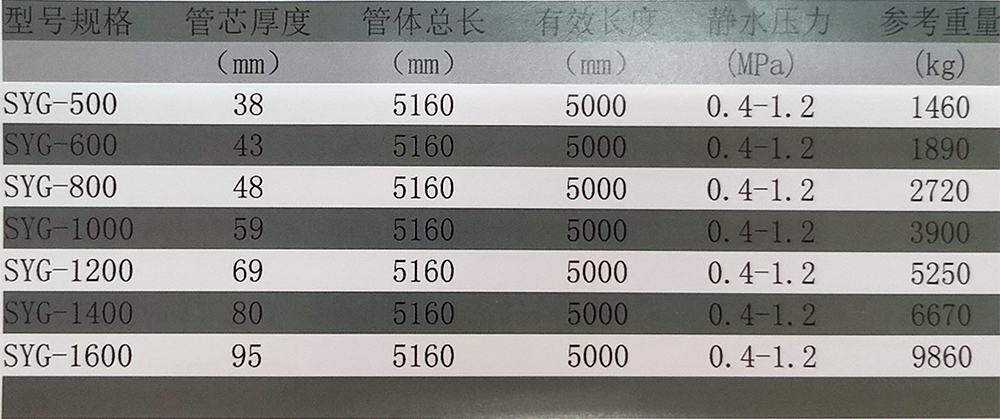 型号规格 管芯厚度 管体总长 有效长度 静水压力 参考重量
(mm) (mm) (mm) (MPa) (kg)
SYG-500 38 5160 5000 0.4-1.2 1460
SYG-600 43 5160 5000 0.4-1.2 1890
SYG-800 48 5160 5000 0.4-1.2 2720
SYG-1000 59 5160 5000 0.4-1.2 3900
SYG-1200 69 5160 5000 0.4-1.2 5250
SYG-1400 80 5160 5000 0.4-1.2 6670
SYG-1600 95 5160 5000 0.4-1.2 9860